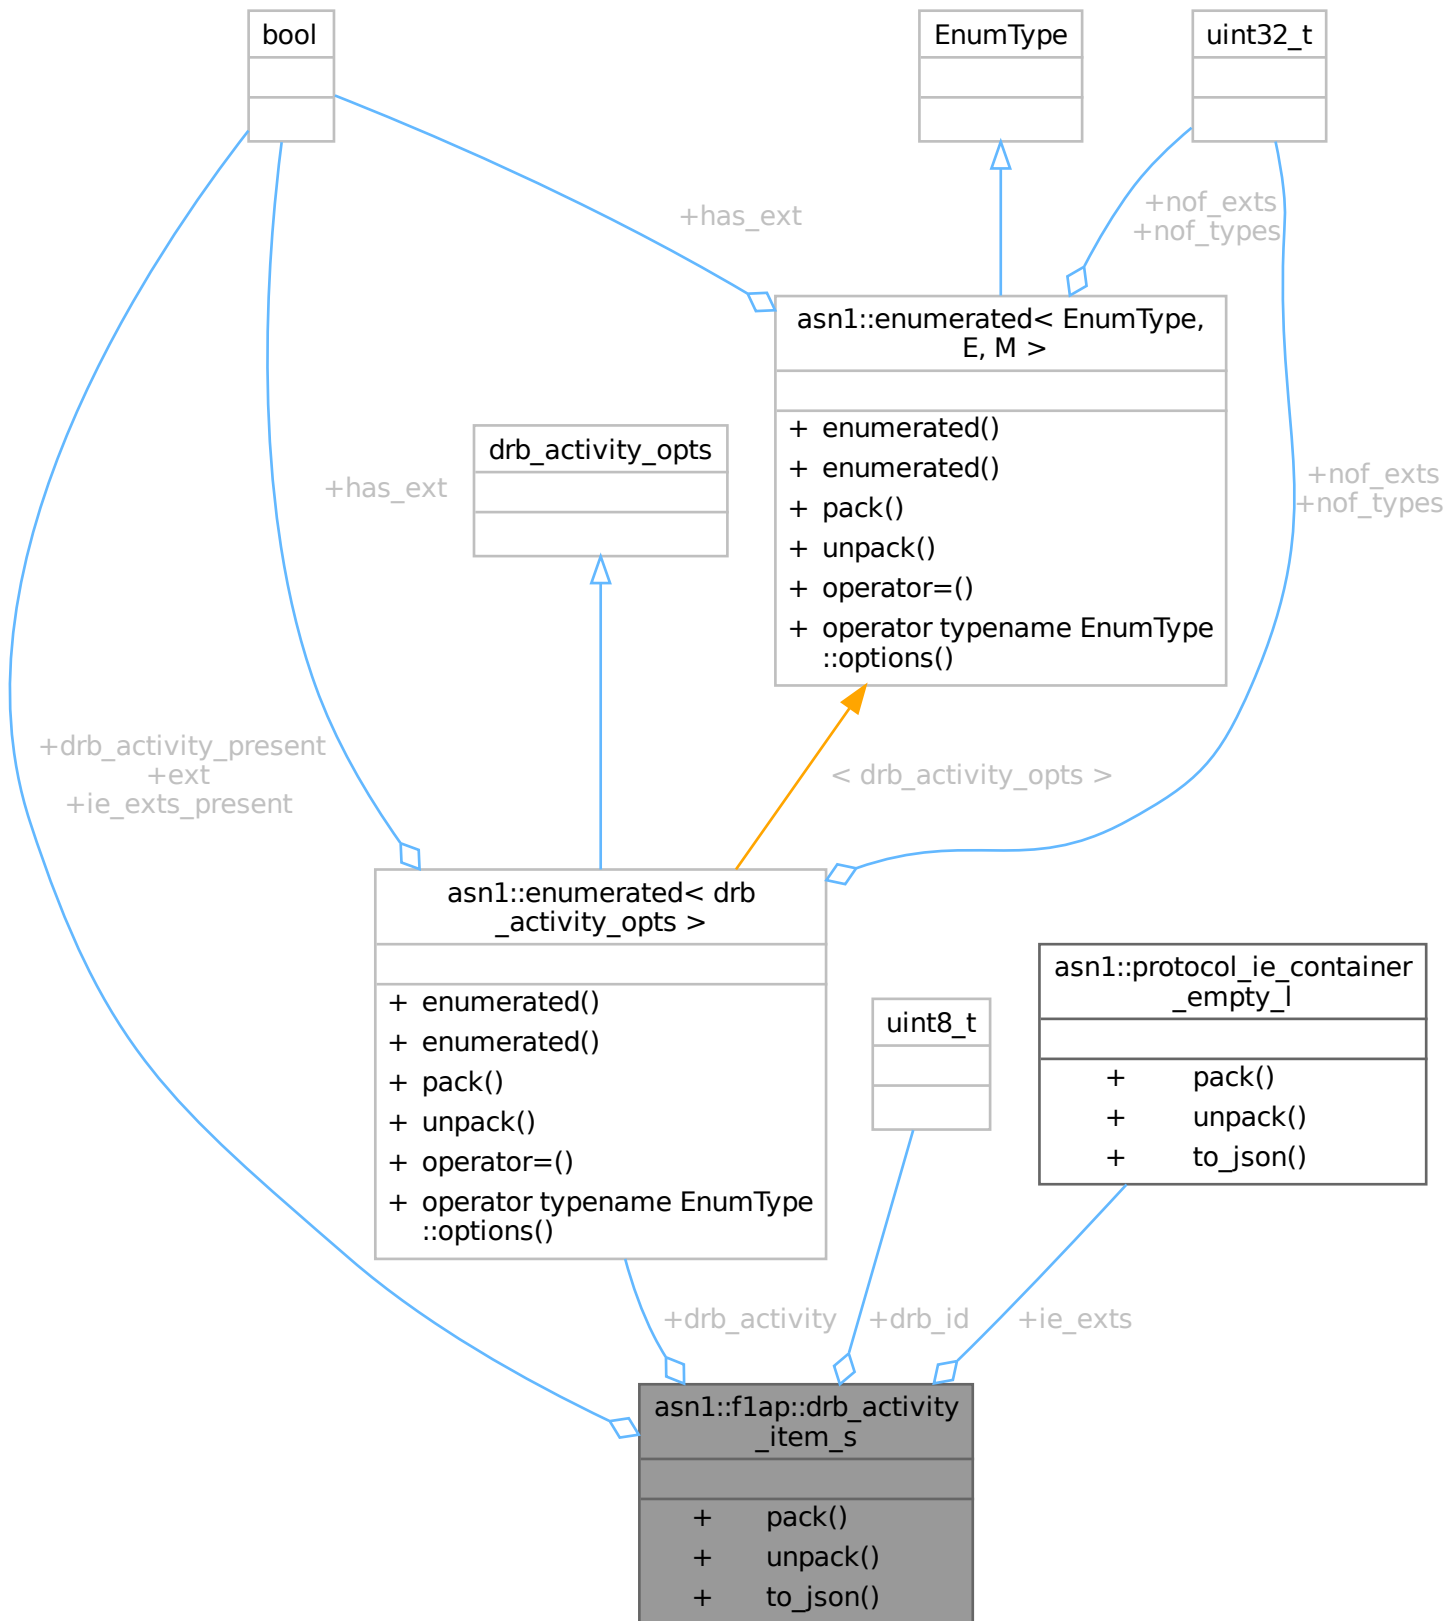 bool
EnumType
uint32_t
+has_ext
+nof_exts
+nof_types
asn1::enumerated< EnumType,
E, M >
+ enumerated()
+ enumerated()
+ pack()
+ unpack()
+ operator=()
+ operator typename EnumType
::options()
drb_activity_opts
+has_ext
+nof_exts
+nof_types
+drb_activity_present
+ext
+ie_exts_present
< drb_activity_opts >
asn1::enumerated< drb
_activity_opts >
+ enumerated()
+ enumerated()
+ pack()
+ unpack()
+ operator=()
+ operator typename EnumType
::options()
uint8_t
asn1::protocol_ie_container
_empty_l
+ pack()
+ unpack()
+ to_json()
+drb_activity
+drb_id
+ie_exts
asn1::f1ap::drb_activity
_item_s
+ pack()
+ unpack()
+ to_json()